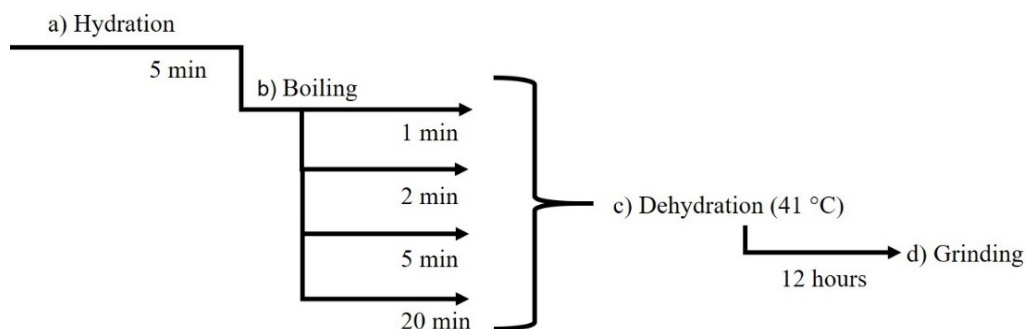 a) Hydration
5 min
b) Boiling
1 min
2 min
5 min
20 min
c) Dehydration (41 °C)
12 hours
d) Grinding